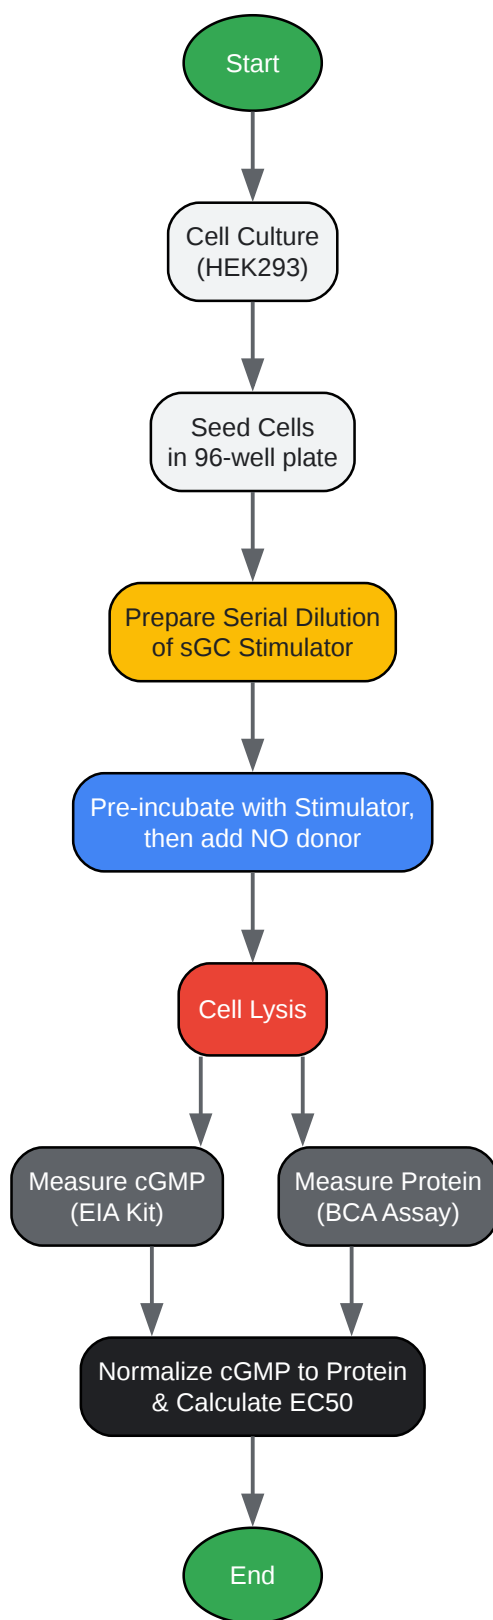 Start
Cell Culture
(HEK293)
Seed Cells
in 96-well plate
Prepare Serial Dilution
of sGC Stimulator
Pre-incubate with Stimulator,
then add NO donor
Cell Lysis
Measure cGMP
(EIA Kit)
Measure Protein
(BCA Assay)
Normalize cGMP to Protein
& Calculate EC50
End